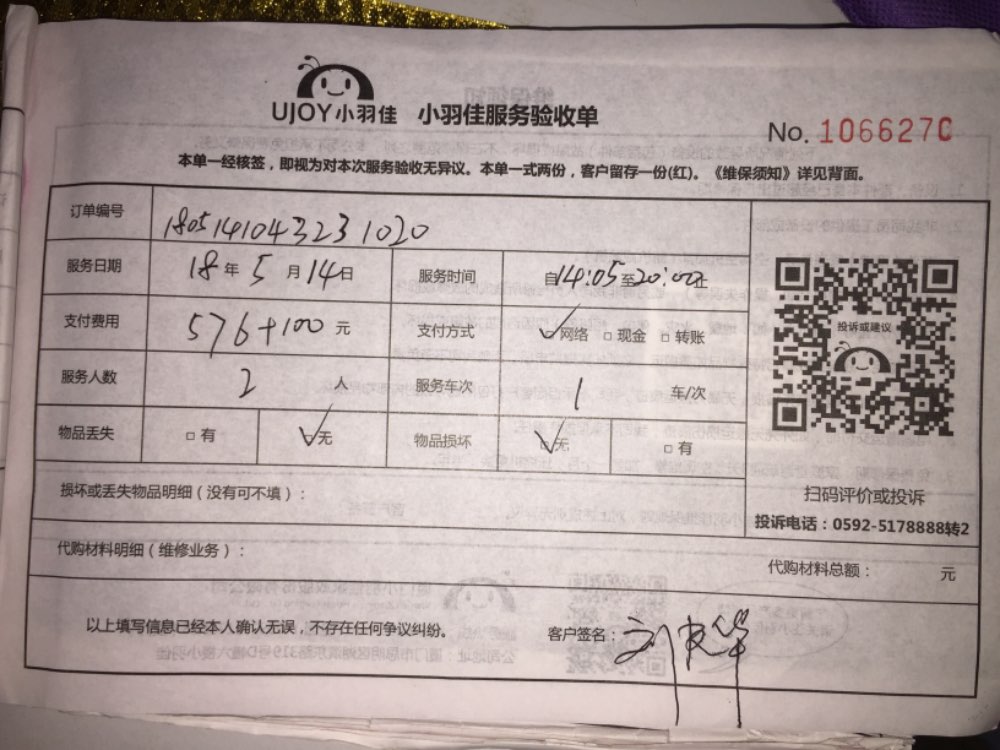 UJOY小羽佳 小羽佳服务验收单
No. 106627C
本单一经核签，即视为对本次服务验收无异议。本单一式两份，客户留存一份(红)。《维保须知》详见背面。
订单编号 1805141043231020
服务日期 18年5月14日 服务时间 自14:05至20:00止
支付费用 576+100元 支付方式 网络 现金 转账
投诉或建议
服务人数 2 人 服务车次 1 车/次
物品丢失 有 无 物品损坏 无 有
损坏或丢失物品明细（没有可不填）：
扫码评价或投诉
投诉电话：0592-5178888转2
代购材料明细（维修业务）：
代购材料总额： 元
以上填写信息已经本人确认无误，不存在任何争议纠纷。
客户签名：刘 华